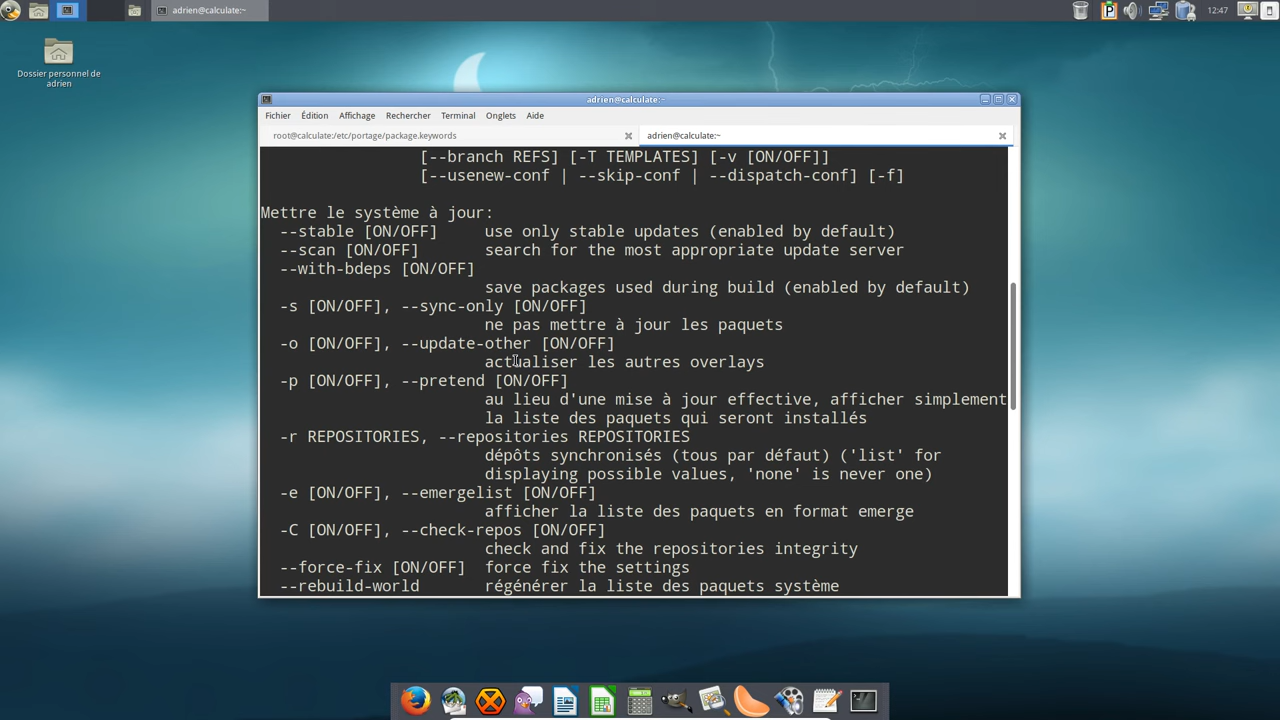 adrien@calculate:~
12:47
Dossier personnel de
adrien
adrien@calculate:~
Fichier Édition Affichage Rechercher Terminal Onglets Aide
root@calculate:/etc/portage/package.keywords adrien@calculate:~
[--branch REFS] [-T TEMPLATES] [-v [ON/OFF]]
[--usenew-conf | --skip-conf | --dispatch-conf] [-f]
Mettre le système à jour:
--stable [ON/OFF] use only stable updates (enabled by default)
--scan [ON/OFF] search for the most appropriate update server
--with-bdeps [ON/OFF]
save packages used during build (enabled by default)
-s [ON/OFF], --sync-only [ON/OFF]
ne pas mettre à jour les paquets
-o [ON/OFF], --update-other [ON/OFF]
actualiser les autres overlays
-p [ON/OFF], --pretend [ON/OFF]
au lieu d'une mise à jour effective, afficher simplement
la liste des paquets qui seront installés
-r REPOSITORIES, --repositories REPOSITORIES
dépôts synchronisés (tous par défaut) ('list' for
displaying possible values, 'none' is never one)
-e [ON/OFF], --emergelist [ON/OFF]
afficher la liste des paquets en format emerge
-C [ON/OFF], --check-repos [ON/OFF]
check and fix the repositories integrity
--force-fix [ON/OFF] force fix the settings
--rebuild-world régénérer la liste des paquets système